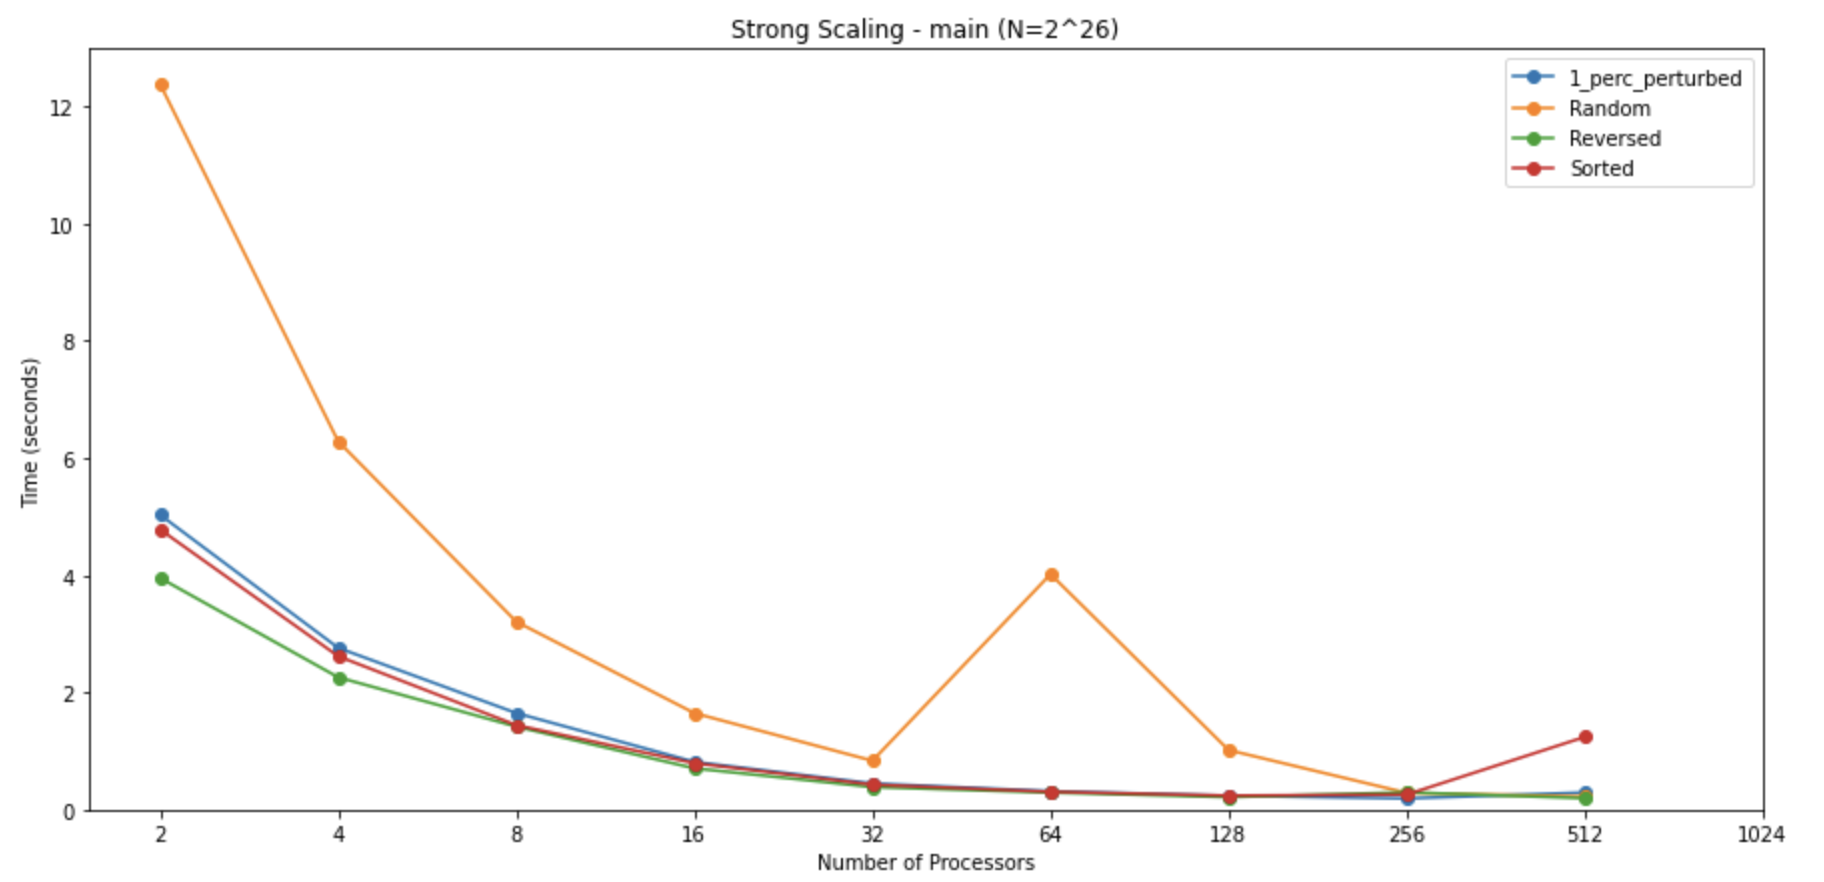 Strong Scaling - main (N=2^26)
1_perc_perturbed
Random
Reversed
Sorted
12
10
8
6
4
2
0
Time (seconds)
2 4 8 16 32 64 128 256 512 1024
Number of Processors